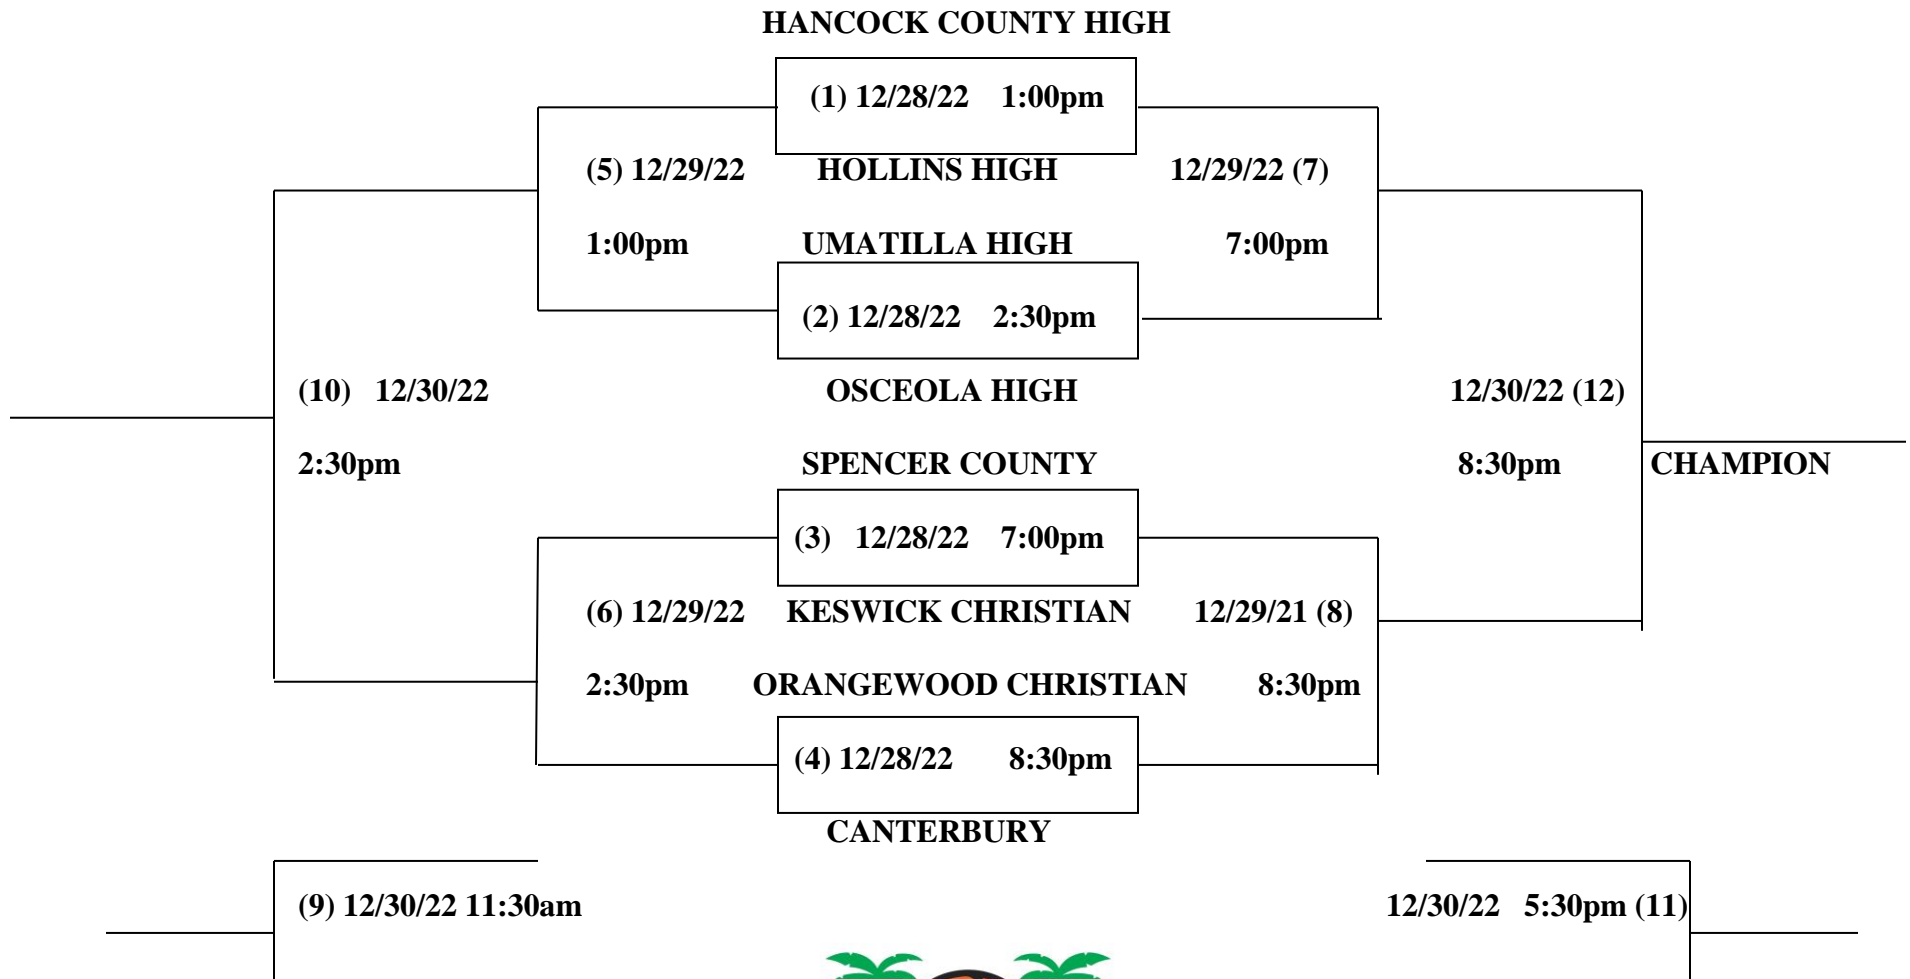 HANCOCK COUNTY HIGH
(1) 12/28/22 1:00pm
(5) 12/29/22 HOLLINS HIGH 12/29/22 (7)
1:00pm UMATILLA HIGH 7:00pm
(2) 12/28/22 2:30pm
(10) 12/30/22 OSCEOLA HIGH 12/30/22 (12)
2:30pm SPENCER COUNTY 8:30pm CHAMPION
(3) 12/28/22 7:00pm
(6) 12/29/22 KESWICK CHRISTIAN 12/29/21 (8)
2:30pm ORANGEWOOD CHRISTIAN 8:30pm
(4) 12/28/22 8:30pm
CANTERBURY
(9) 12/30/22 11:30am 12/30/22 5:30pm (11)